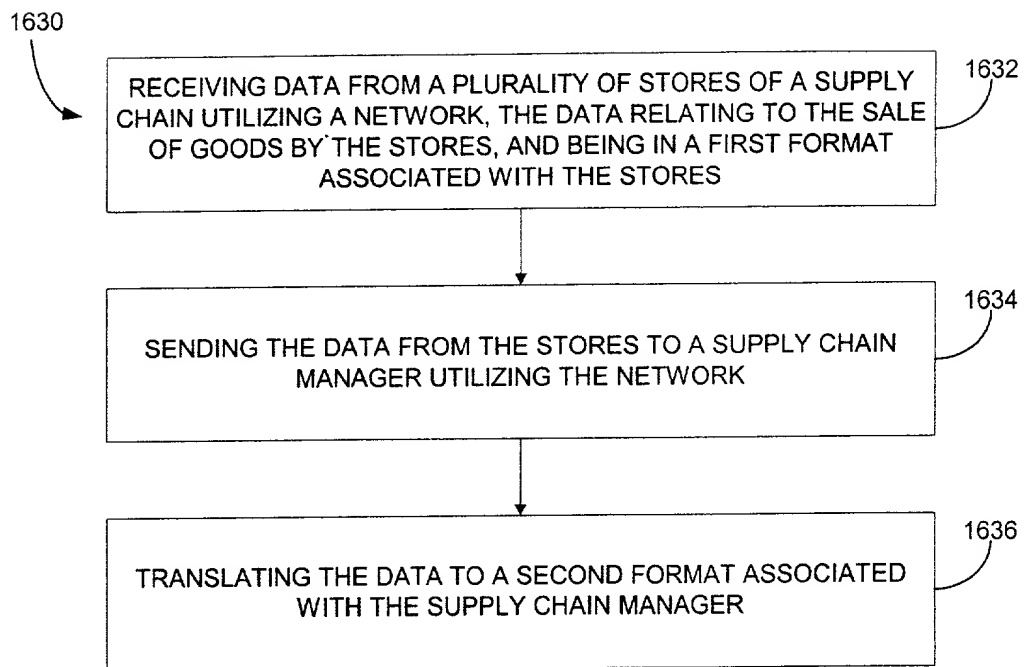 1630
RECEIVING DATA FROM A PLURALITY OF STORES OF A SUPPLY
CHAIN UTILIZING A NETWORK, THE DATA RELATING TO THE SALE
OF GOODS BY THE STORES, AND BEING IN A FIRST FORMAT
ASSOCIATED WITH THE STORES
1632
SENDING THE DATA FROM THE STORES TO A SUPPLY CHAIN
MANAGER UTILIZING THE NETWORK
1634
TRANSLATING THE DATA TO A SECOND FORMAT ASSOCIATED
WITH THE SUPPLY CHAIN MANAGER
1636